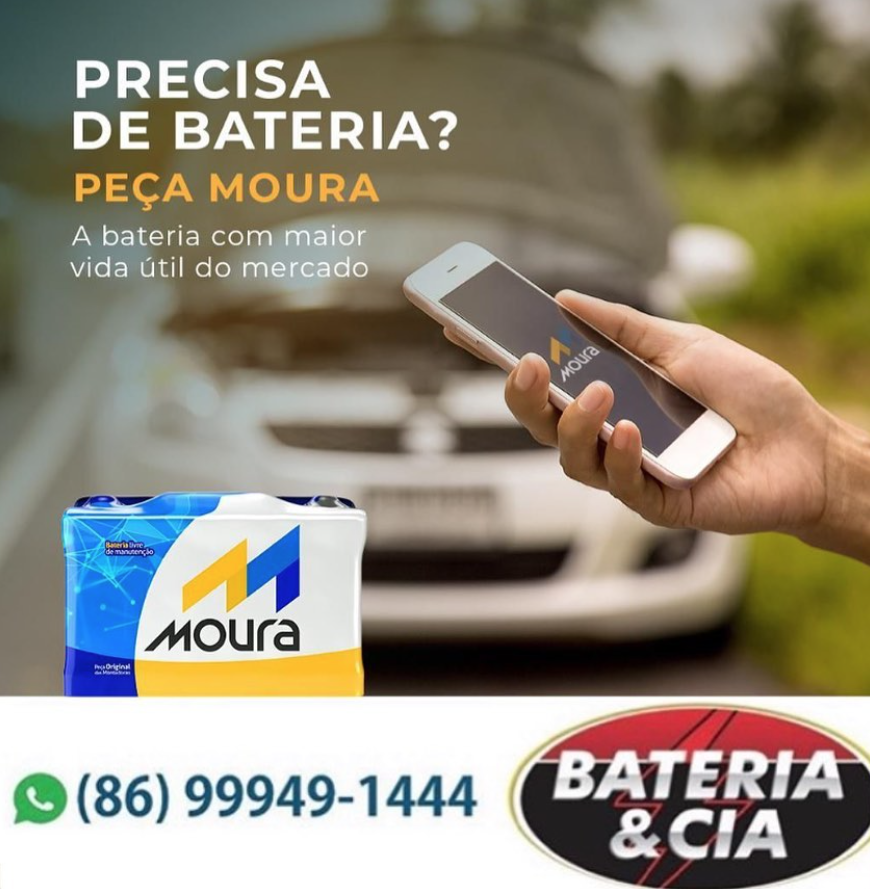 PRECISA
DE BATERIA?
PEÇA MOURA
A bateria com maior
vida útil do mercado
moura
Bateria livre
de manutenção
moura
Peça Original
das Montadoras
(86) 99949-1444
BATERIA
&CIA